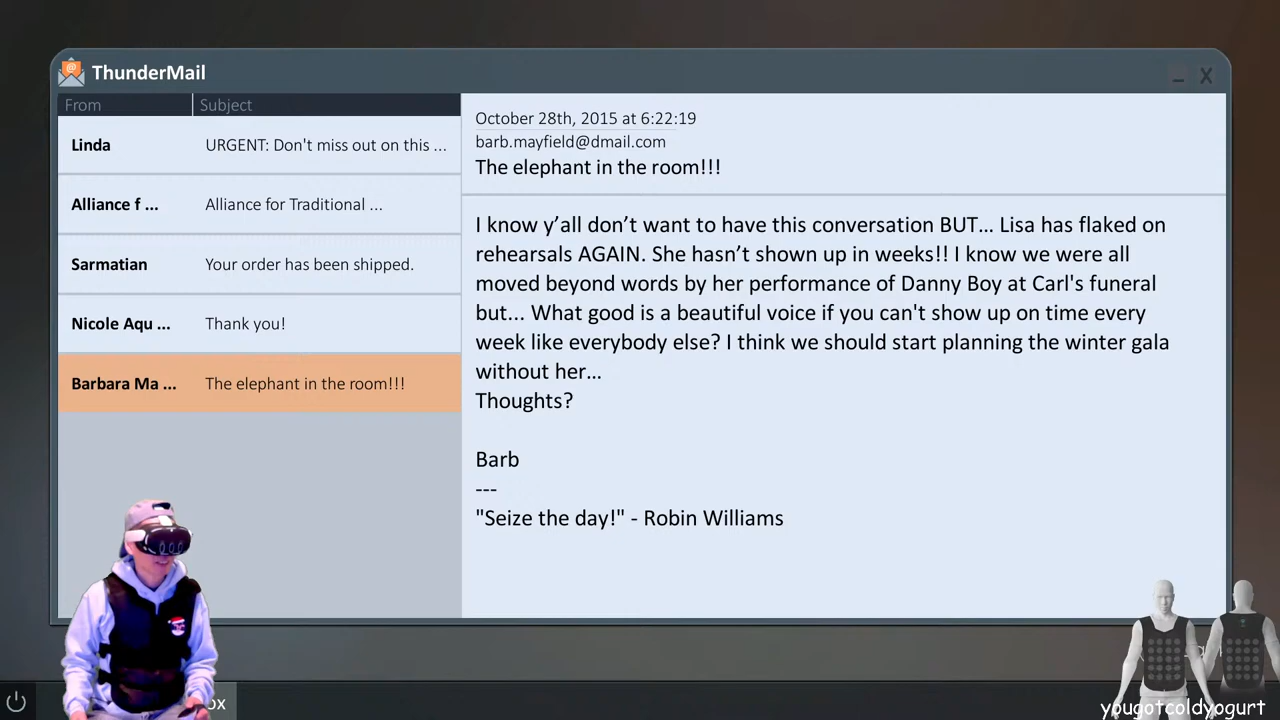 ThunderMail
From Subject
Linda URGENT: Don't miss out on this ...
Alliance f ... Alliance for Traditional ...
Sarmatian Your order has been shipped.
Nicole Aqu ... Thank you!
Barbara Ma ... The elephant in the room!!!
October 28th, 2015 at 6:22:19
barb.mayfield@dmail.com
The elephant in the room!!!
I know y’all don’t want to have this conversation BUT… Lisa has flaked on
rehearsals AGAIN. She hasn’t shown up in weeks!! I know we were all
moved beyond words by her performance of Danny Boy at Carl's funeral
but... What good is a beautiful voice if you can't show up on time every
week like everybody else? I think we should start planning the winter gala
without her…
Thoughts?
Barb
---
"Seize the day!" - Robin Williams
yougotcoldyogurt